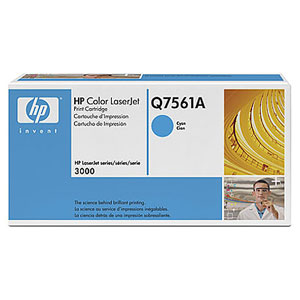 hp
invent
HP Color LaserJet
Print Cartridge
Cartouche d'impression
Cartucho de Impresión
HP LaserJet series/séries/serie
3000
Q7561A
Cyan
Cian
The science behind brilliant printing.
La science au service d'une impression brillante.
La ciencia detrás de una impresión sobresaliente.